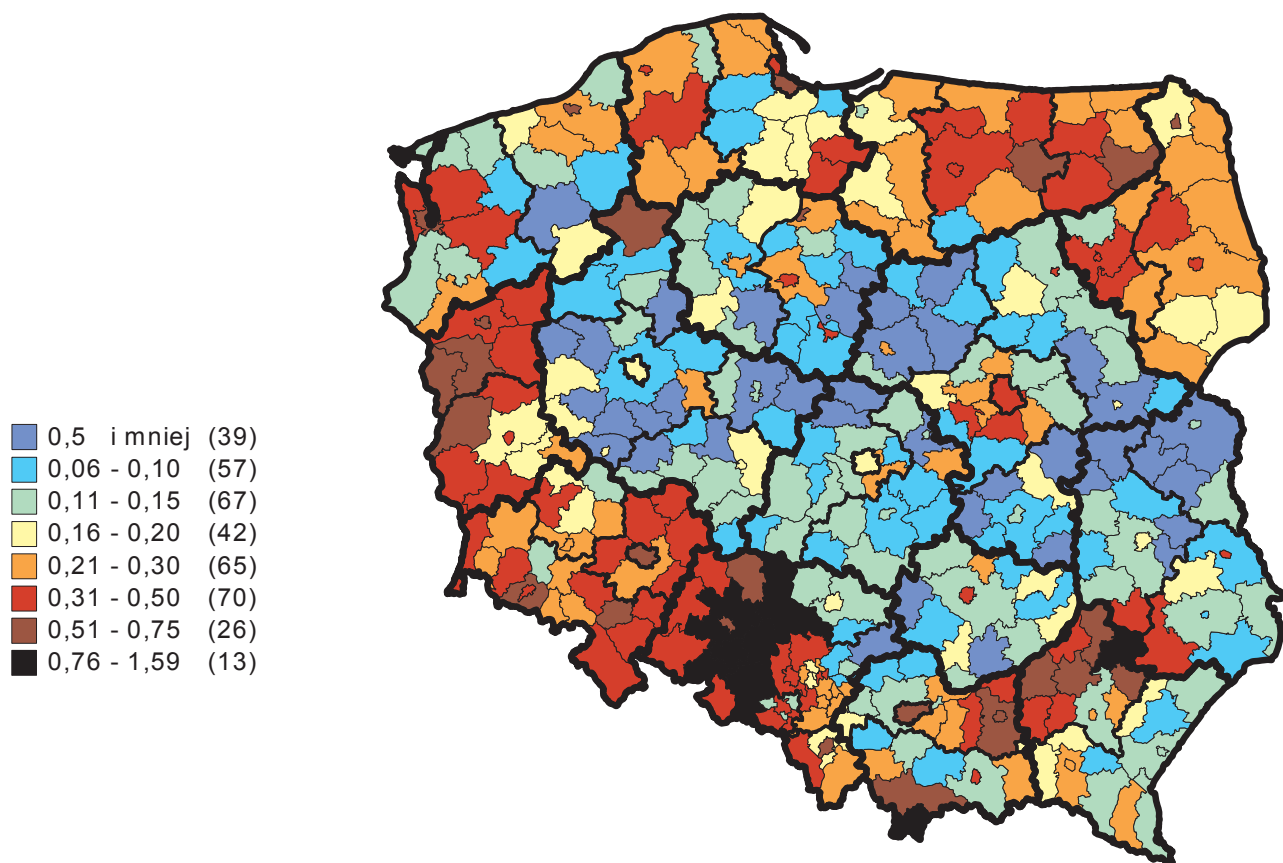 0,5 i mniej (39)
0,06 - 0,10 (57)
0,11 - 0,15 (67)
0,16 - 0,20 (42)
0,21 - 0,30 (65)
0,31 - 0,50 (70)
0,51 - 0,75 (26)
0,76 - 1,59 (13)